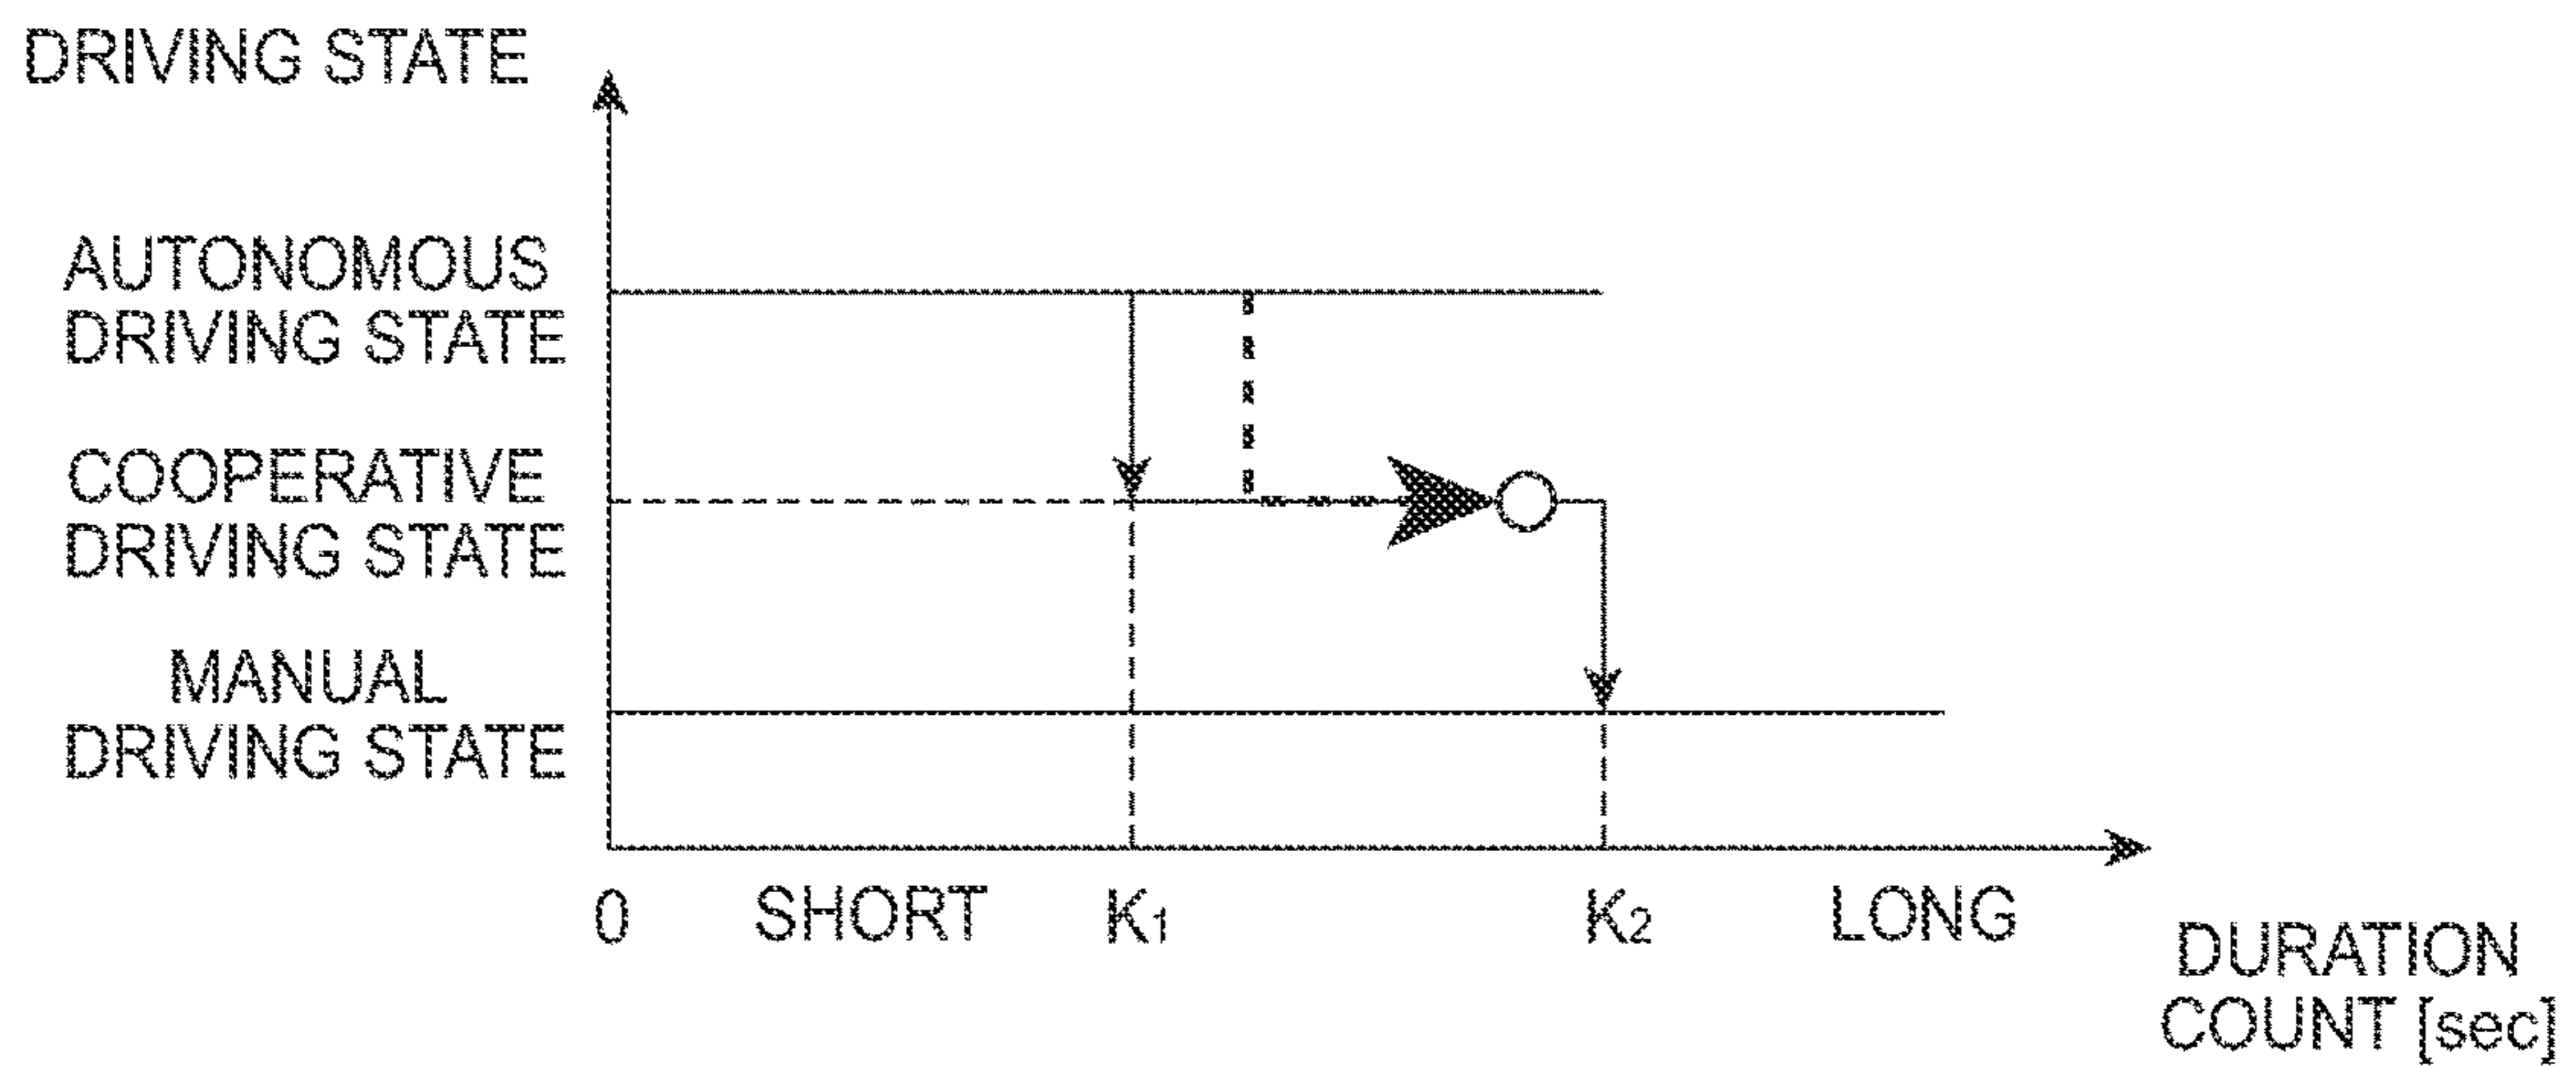 DRIVING STATE
AUTONOMOUS
DRIVING STATE
COOPERATIVE
DRIVING STATE
MANUAL
DRIVING STATE
0 SHORT K1 K2 LONG
DURATION
COUNT [sec]